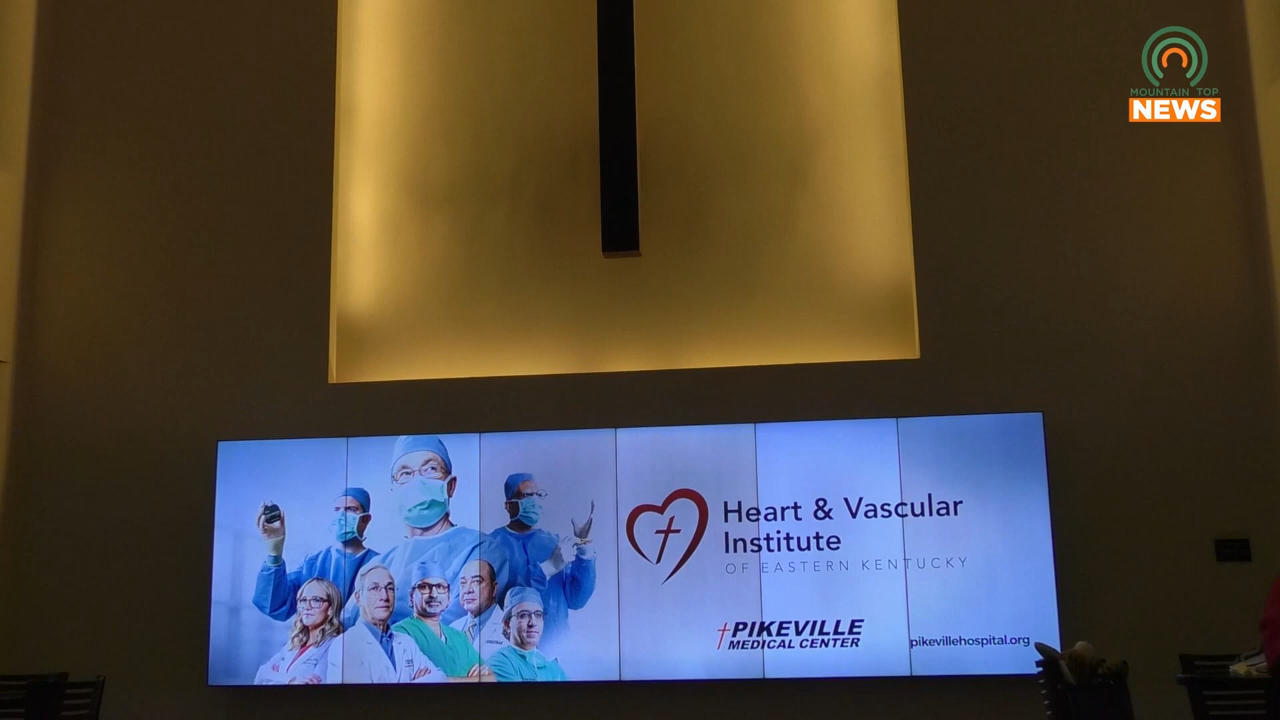 MOUNTAIN TOP
NEWS
Heart & Vascular
Institute
OF EASTERN KENTUCKY
PIKEVILLE
MEDICAL CENTER
pikevillehospital.org